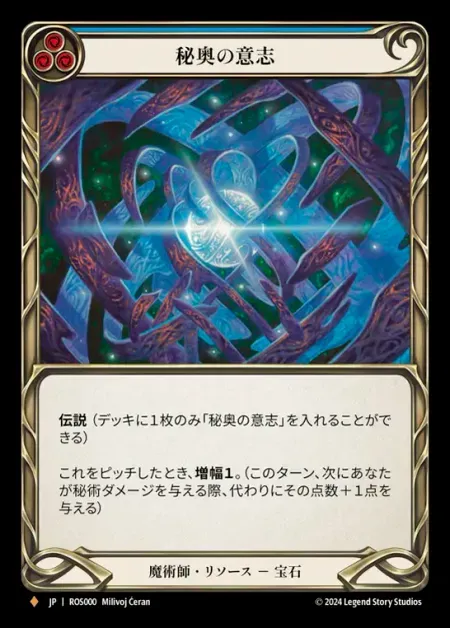 秘奥の意志
伝説 (デッキに1枚のみ「秘奥の意志」を入れることがで
きる)
これをピッチしたとき、増幅1。(このターン、次にあなた
が秘術ダメージを与える際、代わりにその点数+1点を
与える)
魔術師・リソース － 宝石
JP | ROS000 Milivoj Ćeran
© 2024 Legend Story Studios